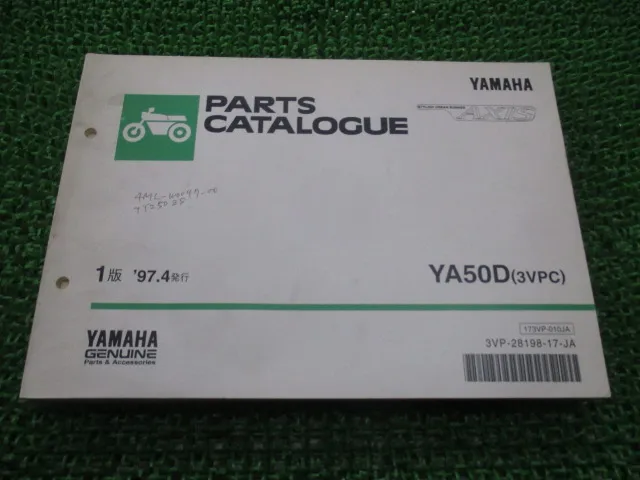 YAMAHA
PARTS
CATALOGUE
1版 '97.4発行
YA50D(3VPC)
YAMAHA
GENUINE
Parts & Accessories
173VP-010JA
3VP-28198-17-JA